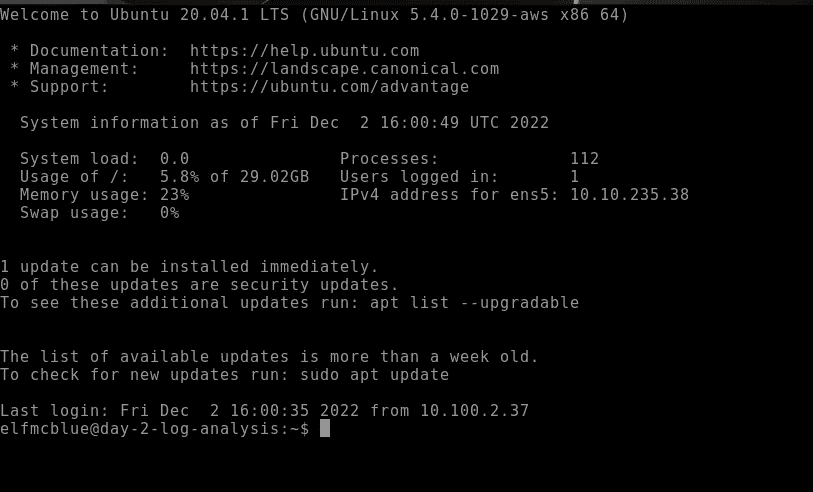 Welcome to Ubuntu 20.04.1 LTS (GNU/Linux 5.4.0-1029-aws x86 64)
* Documentation:  https://help.ubuntu.com
* Management:     https://landscape.canonical.com
* Support:        https://ubuntu.com/advantage
System information as of Fri Dec  2 16:00:49 UTC 2022
System load:  0.0               Processes:             112
Usage of /:   5.8% of 29.02GB   Users logged in:       1
Memory usage: 23%               IPv4 address for ens5: 10.10.235.38
Swap usage:   0%
1 update can be installed immediately.
0 of these updates are security updates.
To see these additional updates run: apt list --upgradable
The list of available updates is more than a week old.
To check for new updates run: sudo apt update
Last login: Fri Dec  2 16:00:35 2022 from 10.100.2.37
elfmcblue@day-2-log-analysis:~$